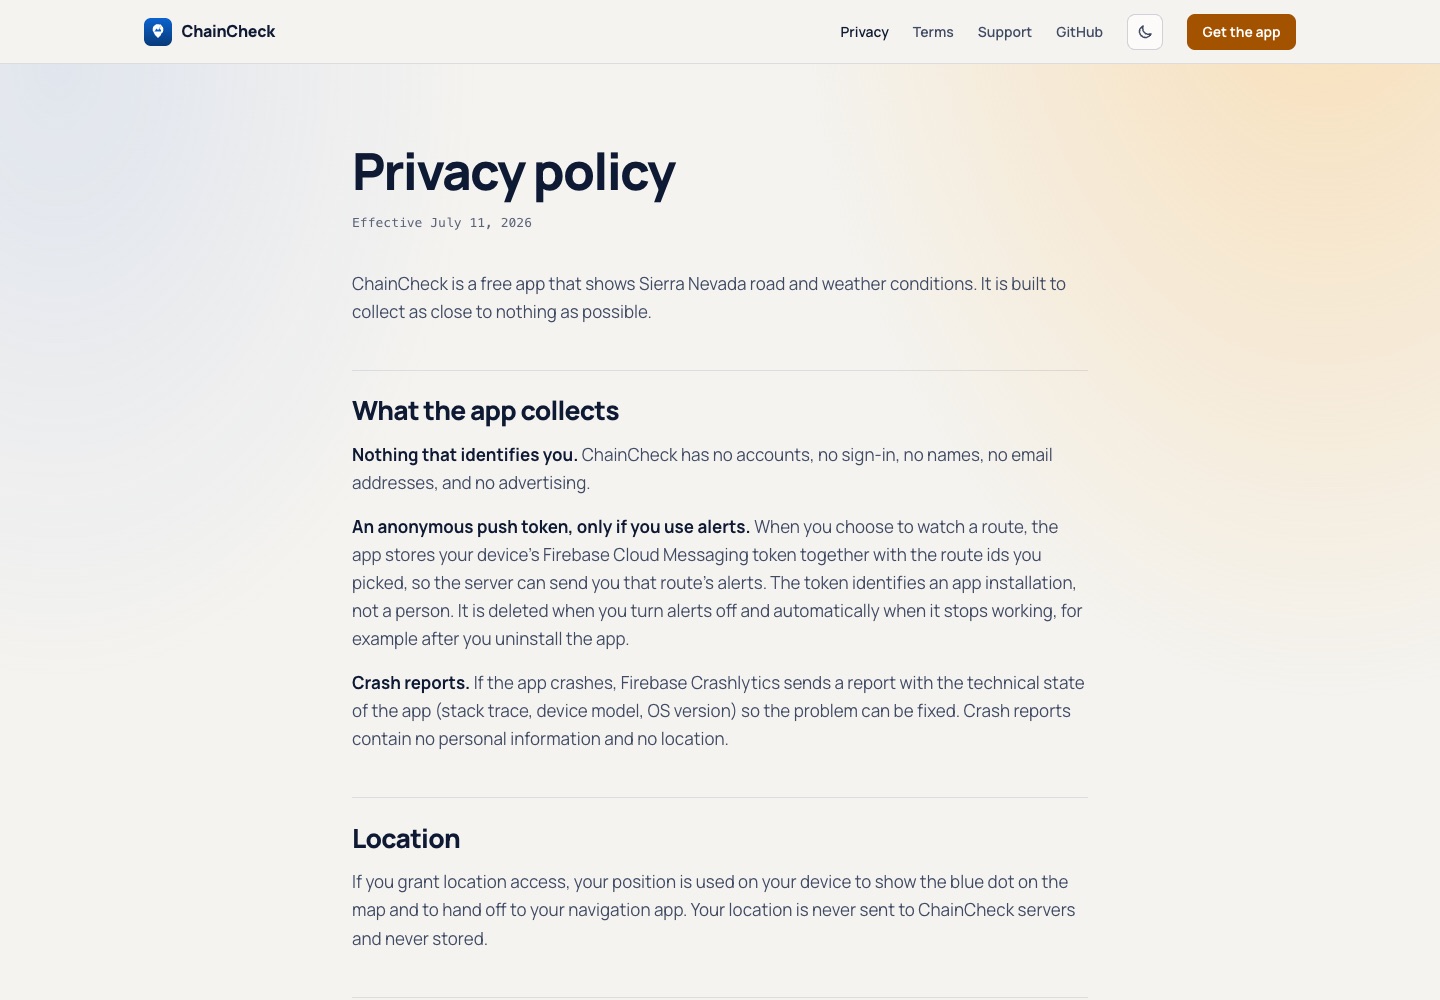 ChainCheck
Privacy
Terms
Support
GitHub
Get the app
Privacy policy
Effective July 11, 2026
ChainCheck is a free app that shows Sierra Nevada road and weather conditions. It is built to
collect as close to nothing as possible.
What the app collects
Nothing that identifies you. ChainCheck has no accounts, no sign-in, no names, no email
addresses, and no advertising.
An anonymous push token, only if you use alerts. When you choose to watch a route, the
app stores your device’s Firebase Cloud Messaging token together with the route ids you
picked, so the server can send you that route’s alerts. The token identifies an app installation,
not a person. It is deleted when you turn alerts off and automatically when it stops working, for
example after you uninstall the app.
Crash reports. If the app crashes, Firebase Crashlytics sends a report with the technical state
of the app (stack trace, device model, OS version) so the problem can be fixed. Crash reports
contain no personal information and no location.
Location
If you grant location access, your position is used on your device to show the blue dot on the
map and to hand off to your navigation app. Your location is never sent to ChainCheck servers
and never stored.